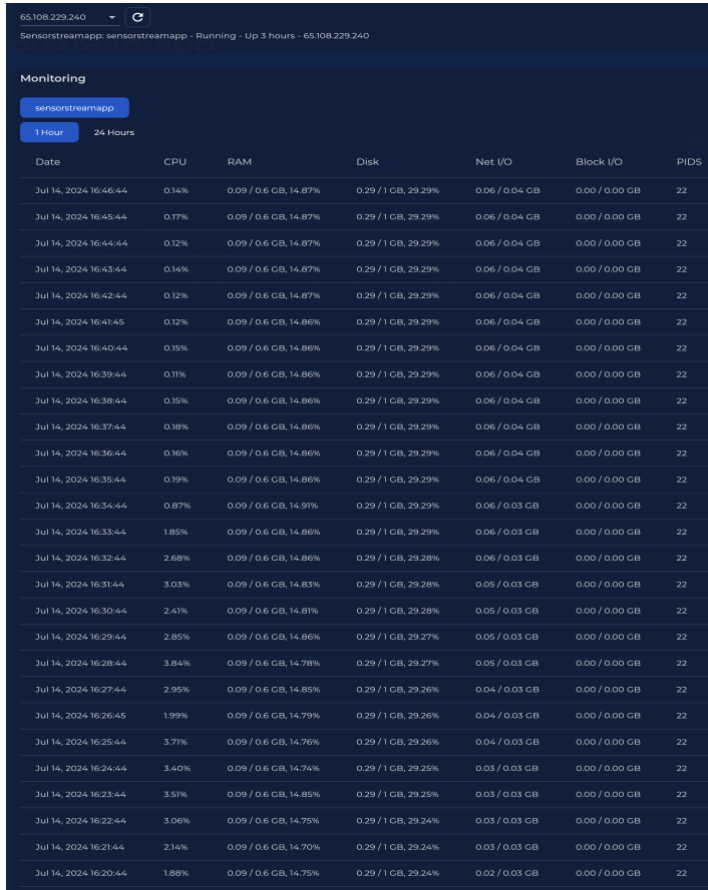 65.108.229.240
Sensorstreamapp: sensorstreamapp - Running - Up 3 hours - 65.108.229.240
Monitoring
sensorstreamapp
1 Hour 24 Hours
Date CPU RAM Disk Net I/O Block I/O PIDS
Jul 14, 2024 16:46:44 0.14% 0.09 / 0.6 GB, 14.87% 0.29 / 1 GB, 29.29% 0.06 / 0.04 GB 0.00 / 0.00 GB 22
Jul 14, 2024 16:45:44 0.17% 0.09 / 0.6 GB, 14.87% 0.29 / 1 GB, 29.29% 0.06 / 0.04 GB 0.00 / 0.00 GB 22
Jul 14, 2024 16:44:44 0.12% 0.09 / 0.6 GB, 14.87% 0.29 / 1 GB, 29.29% 0.06 / 0.04 GB 0.00 / 0.00 GB 22
Jul 14, 2024 16:43:44 0.14% 0.09 / 0.6 GB, 14.87% 0.29 / 1 GB, 29.29% 0.06 / 0.04 GB 0.00 / 0.00 GB 22
Jul 14, 2024 16:42:44 0.12% 0.09 / 0.6 GB, 14.87% 0.29 / 1 GB, 29.29% 0.06 / 0.04 GB 0.00 / 0.00 GB 22
Jul 14, 2024 16:41:45 0.12% 0.09 / 0.6 GB, 14.86% 0.29 / 1 GB, 29.29% 0.06 / 0.04 GB 0.00 / 0.00 GB 22
Jul 14, 2024 16:40:44 0.15% 0.09 / 0.6 GB, 14.86% 0.29 / 1 GB, 29.29% 0.06 / 0.04 GB 0.00 / 0.00 GB 22
Jul 14, 2024 16:39:44 0.11% 0.09 / 0.6 GB, 14.86% 0.29 / 1 GB, 29.29% 0.06 / 0.04 GB 0.00 / 0.00 GB 22
Jul 14, 2024 16:38:44 0.15% 0.09 / 0.6 GB, 14.86% 0.29 / 1 GB, 29.29% 0.06 / 0.04 GB 0.00 / 0.00 GB 22
Jul 14, 2024 16:37:44 0.18% 0.09 / 0.6 GB, 14.86% 0.29 / 1 GB, 29.29% 0.06 / 0.04 GB 0.00 / 0.00 GB 22
Jul 14, 2024 16:36:44 0.16% 0.09 / 0.6 GB, 14.86% 0.29 / 1 GB, 29.29% 0.06 / 0.04 GB 0.00 / 0.00 GB 22
Jul 14, 2024 16:35:44 0.19% 0.09 / 0.6 GB, 14.86% 0.29 / 1 GB, 29.29% 0.06 / 0.04 GB 0.00 / 0.00 GB 22
Jul 14, 2024 16:34:44 0.87% 0.09 / 0.6 GB, 14.91% 0.29 / 1 GB, 29.29% 0.06 / 0.03 GB 0.00 / 0.00 GB 22
Jul 14, 2024 16:33:44 1.85% 0.09 / 0.6 GB, 14.86% 0.29 / 1 GB, 29.29% 0.06 / 0.03 GB 0.00 / 0.00 GB 22
Jul 14, 2024 16:32:44 2.68% 0.09 / 0.6 GB, 14.86% 0.29 / 1 GB, 29.28% 0.06 / 0.03 GB 0.00 / 0.00 GB 22
Jul 14, 2024 16:31:44 3.03% 0.09 / 0.6 GB, 14.83% 0.29 / 1 GB, 29.28% 0.05 / 0.03 GB 0.00 / 0.00 GB 22
Jul 14, 2024 16:30:44 2.41% 0.09 / 0.6 GB, 14.81% 0.29 / 1 GB, 29.28% 0.05 / 0.03 GB 0.00 / 0.00 GB 22
Jul 14, 2024 16:29:44 2.85% 0.09 / 0.6 GB, 14.86% 0.29 / 1 GB, 29.27% 0.05 / 0.03 GB 0.00 / 0.00 GB 22
Jul 14, 2024 16:28:44 3.84% 0.09 / 0.6 GB, 14.78% 0.29 / 1 GB, 29.27% 0.05 / 0.03 GB 0.00 / 0.00 GB 22
Jul 14, 2024 16:27:44 2.95% 0.09 / 0.6 GB, 14.85% 0.29 / 1 GB, 29.26% 0.04 / 0.03 GB 0.00 / 0.00 GB 22
Jul 14, 2024 16:26:45 1.99% 0.09 / 0.6 GB, 14.79% 0.29 / 1 GB, 29.26% 0.04 / 0.03 GB 0.00 / 0.00 GB 22
Jul 14, 2024 16:25:44 3.71% 0.09 / 0.6 GB, 14.76% 0.29 / 1 GB, 29.26% 0.04 / 0.03 GB 0.00 / 0.00 GB 22
Jul 14, 2024 16:24:44 3.40% 0.09 / 0.6 GB, 14.74% 0.29 / 1 GB, 29.25% 0.03 / 0.03 GB 0.00 / 0.00 GB 22
Jul 14, 2024 16:23:44 3.51% 0.09 / 0.6 GB, 14.85% 0.29 / 1 GB, 29.25% 0.03 / 0.03 GB 0.00 / 0.00 GB 22
Jul 14, 2024 16:22:44 3.06% 0.09 / 0.6 GB, 14.75% 0.29 / 1 GB, 29.24% 0.03 / 0.03 GB 0.00 / 0.00 GB 22
Jul 14, 2024 16:21:44 2.14% 0.09 / 0.6 GB, 14.70% 0.29 / 1 GB, 29.24% 0.03 / 0.03 GB 0.00 / 0.00 GB 22
Jul 14, 2024 16:20:44 1.88% 0.09 / 0.6 GB, 14.75% 0.29 / 1 GB, 29.24% 0.02 / 0.03 GB 0.00 / 0.00 GB 22